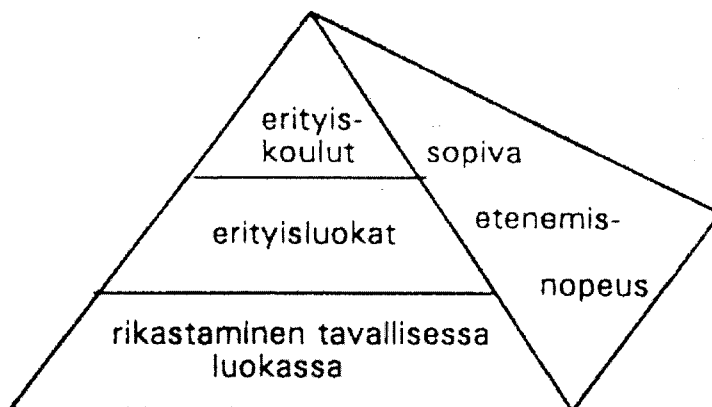 erityis-
koulut
sopiva
erityisluokat
etenemis-
nopeus
rikastaminen tavallisessa
luokassa